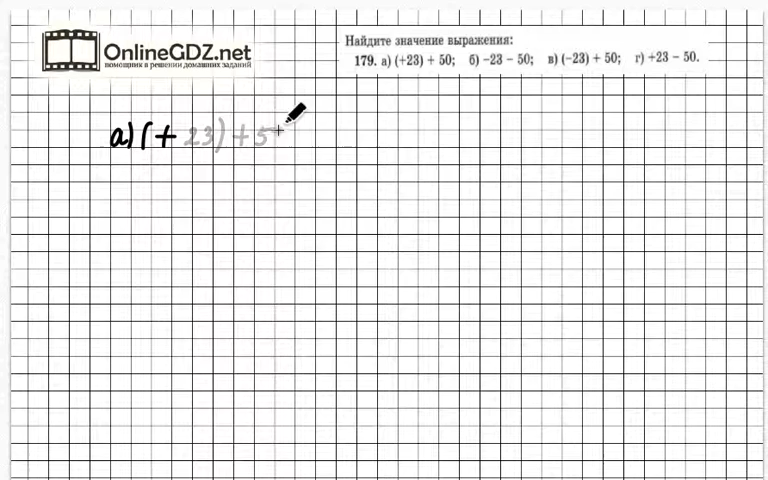 OnlineGDZ.net
помощник в решении домашних заданий
Найдите значение выражения:
179. а) (+23) + 50; б) −23 − 50; в) (−23) + 50; г) +23 − 50.
а) (+ 23) + 5